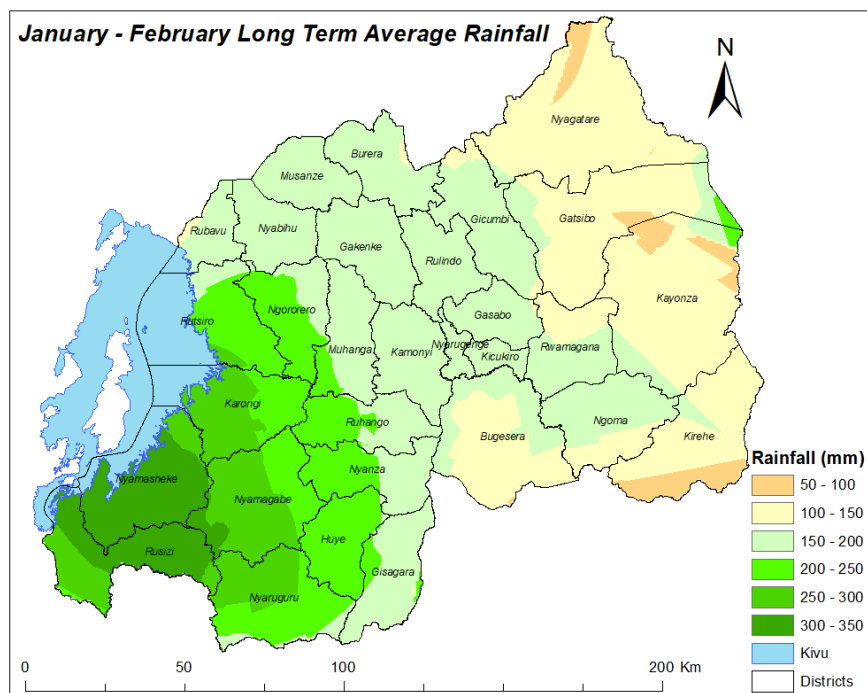 January - February Long Term Average Rainfall
N
Nyagatare
Burera
Musanze
Rubavu
Nyabihu
Gicumbi
Gatsibo
Gakenke
Rulindo
Kayonza
Rutsiro
Ngororero
Gasabo
Muhanga
Kamonyi
Nyarugenge
Kicukiro
Rwamagana
Karongi
Ruhango
Ngoma
Bugesera
Kirehe
Nyamasheke
Nyanza
Nyamagabe
Rusizi
Huye
Gisagara
Nyaruguru
Rainfall (mm)
50 - 100
100 - 150
150 - 200
200 - 250
250 - 300
300 - 350
Kivu
Districts
0 50 100 200 Km